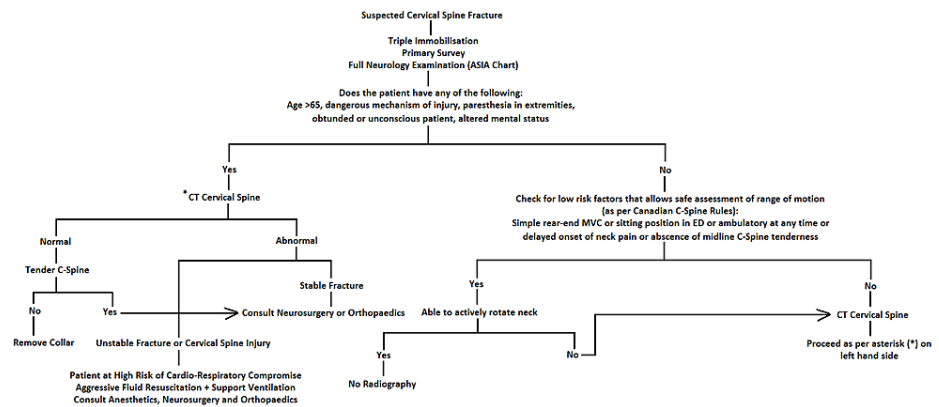 Suspected Cervical Spine Fracture
Triple Immobilisation
Primary Survey
Full Neurology Examination (ASIA Chart)
Does the patient have any of the following:
Age >65, dangerous mechanism of injury, paresthesia in extremities,
obtunded or unconscious patient, altered mental status
Yes
No
*CT Cervical Spine
Check for low risk factors that allows safe assessment of range of motion
(as per Canadian C-Spine Rules):
Simple rear-end MVC or sitting position in ED or ambulatory at any time or
delayed onset of neck pain or abscence of midline C-Spine tenderness
Normal
Abnormal
Tender C-Spine
Stable Fracture
Yes
No
No
Yes
Consult Neurosurgery or Orthopaedics
Able to actively rotate neck
CT Cervical Spine
Remove Collar
Unstable Fracture or Cervical Spine Injury
Yes
No
Proceed as per asterisk (*) on
left hand side
Patient at High Risk of Cardio-Respiratory Compromise
Aggressive Fluid Resuscitation + Support Ventilation
Consult Anesthetics, Neurosurgery and Orthopaedics
No Radiography